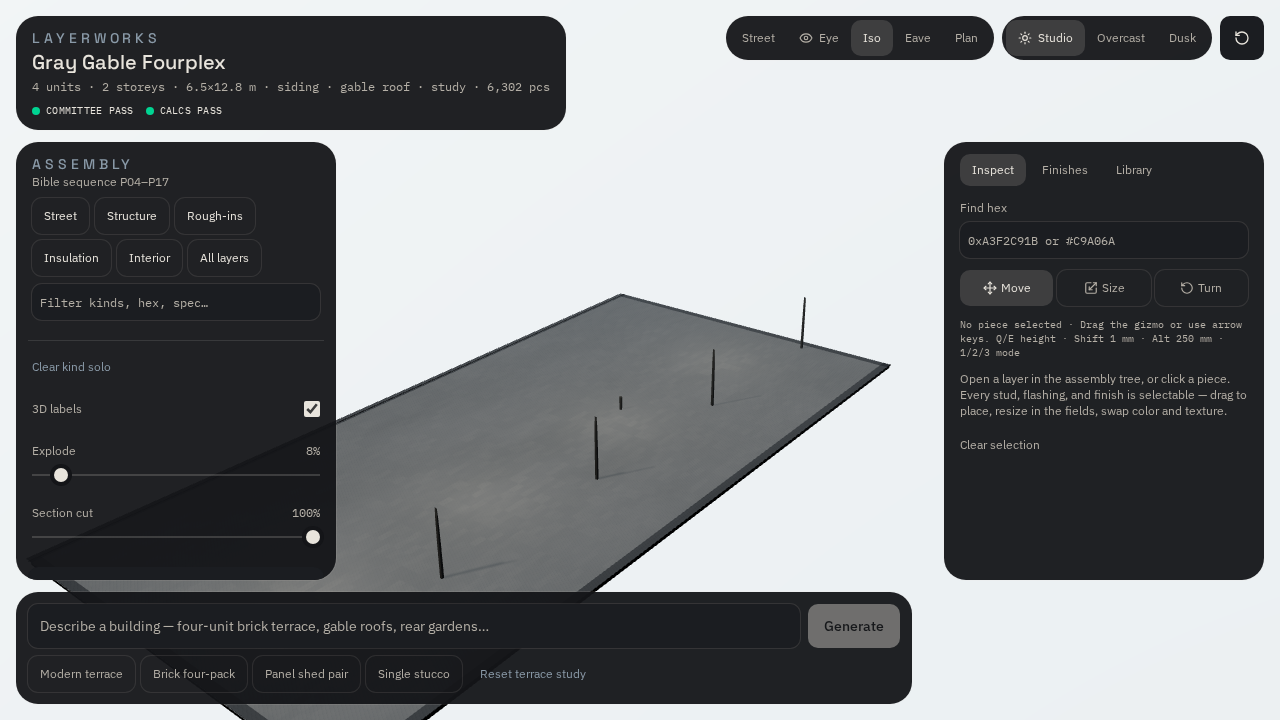 LAYERWORKS
Gray Gable Fourplex
4 units · 2 storeys · 6.5×12.8 m · siding · gable roof · study · 6,302 pcs
COMMITTEE PASS CALCS PASS
Street Eye Iso Eave Plan
Studio Overcast Dusk
ASSEMBLY
Bible sequence P04–P17
Street Structure Rough-ins
Insulation Interior All layers
Filter kinds, hex, spec…
Clear kind solo
3D labels
Explode 8%
Section cut 100%
Inspect Finishes Library
Find hex
0xA3F2C91B or #C9A06A
Move Size Turn
No piece selected · Drag the gizmo or use arrow
keys. Q/E height · Shift 1 mm · Alt 250 mm ·
1/2/3 mode
Open a layer in the assembly tree, or click a piece.
Every stud, flashing, and finish is selectable — drag to
place, resize in the fields, swap color and texture.
Clear selection
Describe a building — four-unit brick terrace, gable roofs, rear gardens…
Generate
Modern terrace Brick four-pack Panel shed pair Single stucco Reset terrace study